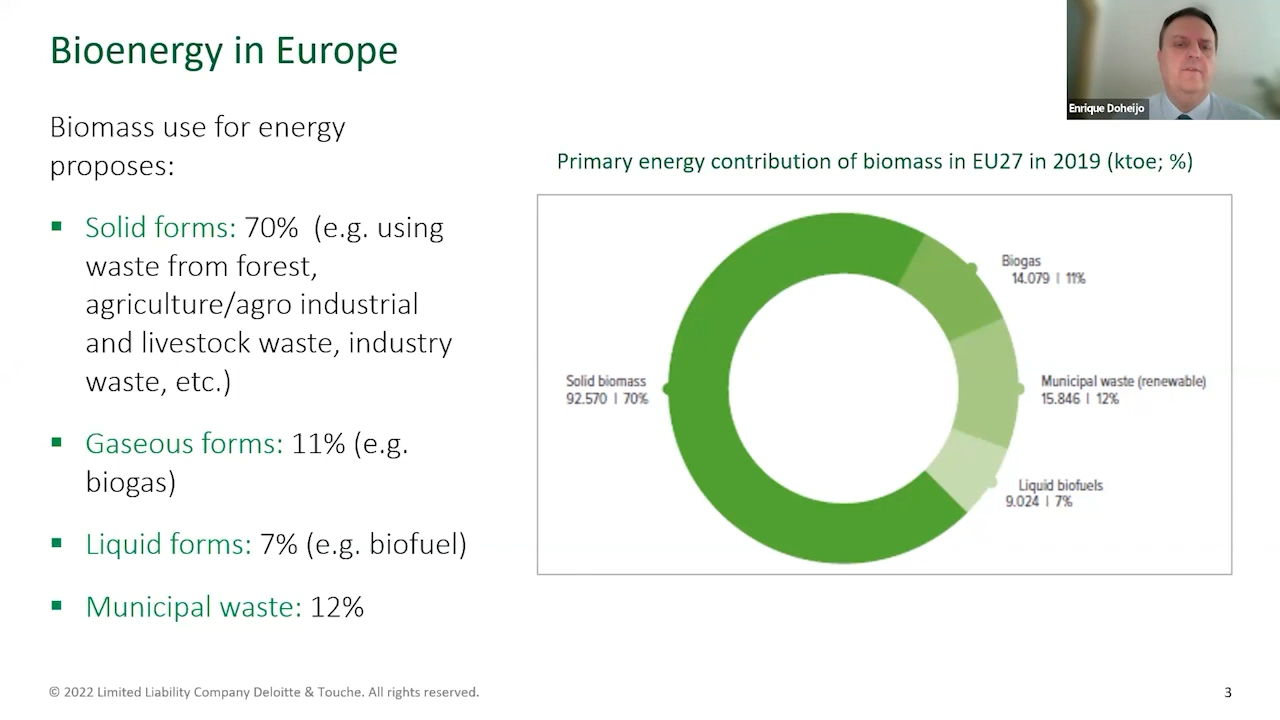 Bioenergy in Europe
Enrique Doheijo
Biomass use for energy
proposes:
▪ Solid forms: 70% (e.g. using
waste from forest,
agriculture/agro industrial
and livestock waste, industry
waste, etc.)
▪ Gaseous forms: 11% (e.g.
biogas)
▪ Liquid forms: 7% (e.g. biofuel)
▪ Municipal waste: 12%
Primary energy contribution of biomass in EU27 in 2019 (ktoe; %)
Biogas
14.079 | 11%
Solid biomass
92.570 | 70%
Municipal waste (renewable)
15.846 | 12%
Liquid biofuels
9.024 | 7%
© 2022 Limited Liability Company Deloitte & Touche. All rights reserved.
3